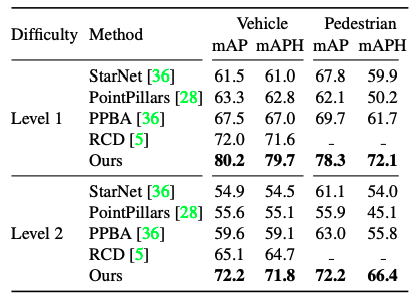 Difficulty Method Vehicle Pedestrian
mAP mAPH mAP mAPH
StarNet [36] 61.5 61.0 67.8 59.9
PointPillars [28] 63.3 62.8 62.1 50.2
Level 1 PPBA [36] 67.5 67.0 69.7 61.7
RCD [5] 72.0 71.6 - -
Ours 80.2 79.7 78.3 72.1
StarNet [36] 54.9 54.5 61.1 54.0
PointPillars [28] 55.6 55.1 55.9 45.1
Level 2 PPBA [36] 59.6 59.1 63.0 55.8
RCD [5] 65.1 64.7 - -
Ours 72.2 71.8 72.2 66.4